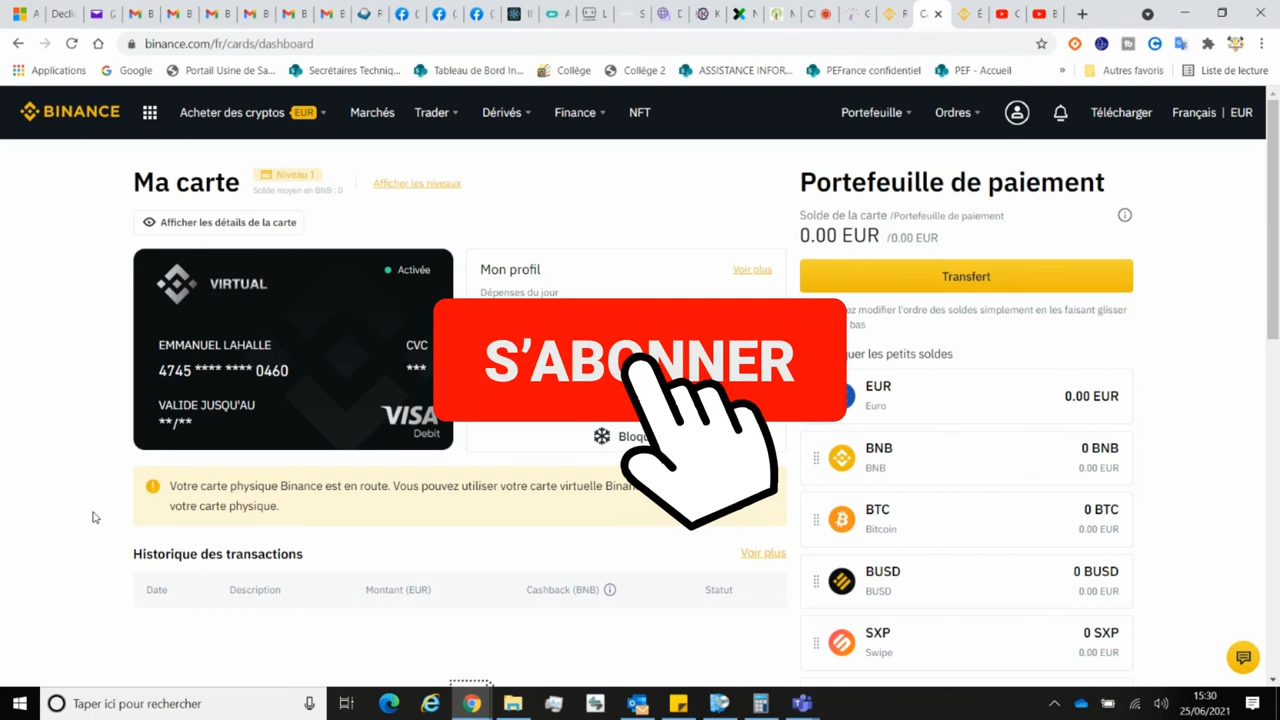 Declic
M B
M B
M B
M B
M B
M B
R
(
(
(
I
A
L
S
D
K
N
M
G
R
C
É
C
B
binance.com/fr/cards/dashboard
Applications
Google
Portail Usine de Sa...
Secrétaires Techniq...
Tableau de Bord In...
Collège
Collège 2
ASSISTANCE INFOR...
PEFrance confidentiel
PEF - Accueil
»
Autres favoris
Liste de lecture
BINANCE
Acheter des cryptos EUR
Marchés
Trader
Dérivés
Finance
NFT
Portefeuille
Ordres
Télécharger
Français | EUR
Ma carte
Niveau 1
Solde moyen en BNB : 0
Afficher les niveaux
Afficher les détails de la carte
VIRTUAL
Activée
EMMANUEL LAHALLE
CVC
4745 **** **** 0460
***
VALIDE JUSQU'AU
**/**
VISA
Debit
Mon profil
Voir plus
Dépenses du jour
S'ABONNER
Bloqu
Votre carte physique Binance est en route. Vous pouvez utiliser votre carte virtuelle Binan
votre carte physique.
Historique des transactions
Voir plus
Date
Description
Montant (EUR)
Cashback (BNB)
Statut
Portefeuille de paiement
Solde de la carte /Portefeuille de paiement
0.00 EUR /0.00 EUR
Transfert
ez modifier l'ordre des soldes simplement en les faisant glisser
bas
uer les petits soldes
EUR
0.00 EUR
Euro
BNB
0 BNB
BNB
0.00 EUR
BTC
0 BTC
Bitcoin
0.00 EUR
BUSD
0 BUSD
BUSD
0.00 EUR
SXP
0 SXP
Swipe
0.00 EUR
Taper ici pour rechercher
15:30
25/06/2021